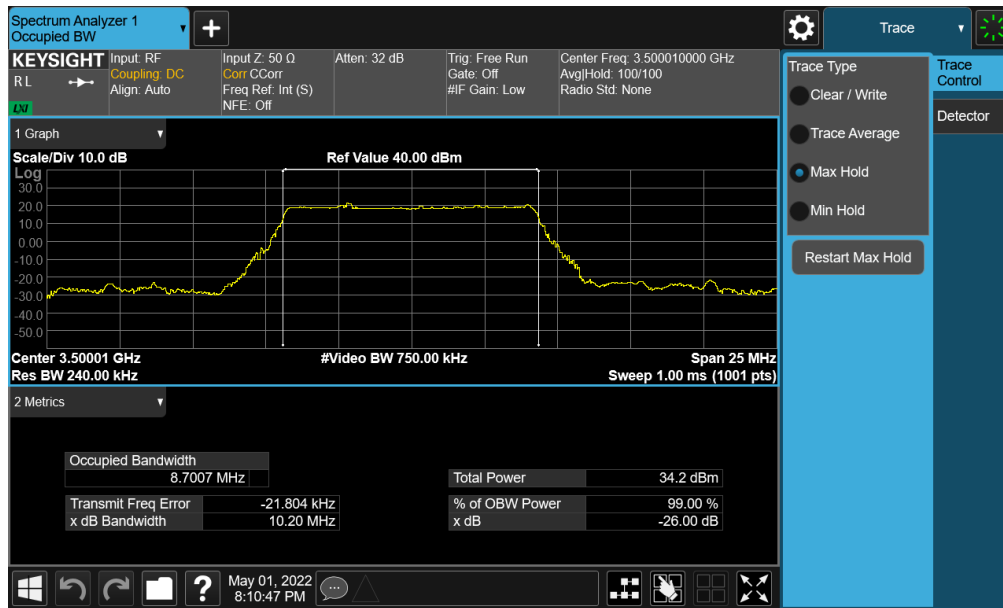 Spectrum Analyzer 1
Occupied BW
+
Trace
KEYSIGHT
R L
LXI
Input: RF
Coupling: DC
Align: Auto
Input Z: 50 Ω
Corr CCorr
Freq Ref: Int (S)
NFE: Off
Atten: 32 dB
Trig: Free Run
Gate: Off
#IF Gain: Low
Center Freq: 3.500010000 GHz
Avg|Hold: 100/100
Radio Std: None
Trace Type
Clear / Write
Trace Average
Max Hold
Min Hold
Restart Max Hold
Trace
Control
Detector
1 Graph
Scale/Div 10.0 dB
Ref Value 40.00 dBm
Log
30.0
20.0
10.0
0.00
-10.0
-20.0
-30.0
-40.0
-50.0
Center 3.50001 GHz
#Video BW 750.00 kHz
Span 25 MHz
Res BW 240.00 kHz
Sweep 1.00 ms (1001 pts)
2 Metrics
Occupied Bandwidth
8.7007 MHz
Total Power 34.2 dBm
Transmit Freq Error -21.804 kHz
% of OBW Power 99.00 %
x dB Bandwidth 10.20 MHz
x dB -26.00 dB
?
May 01, 2022
8:10:47 PM